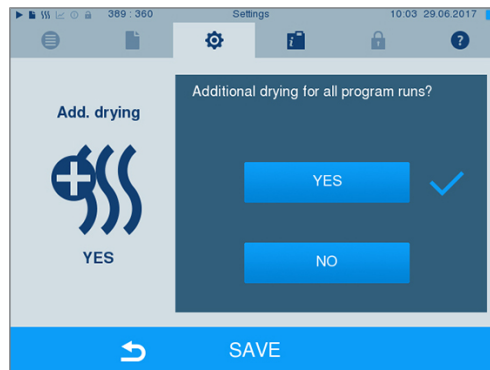 389 : 360 Settings 10:03 29.06.2017
Additional drying for all program runs?
Add. drying
YES
YES
NO
SAVE